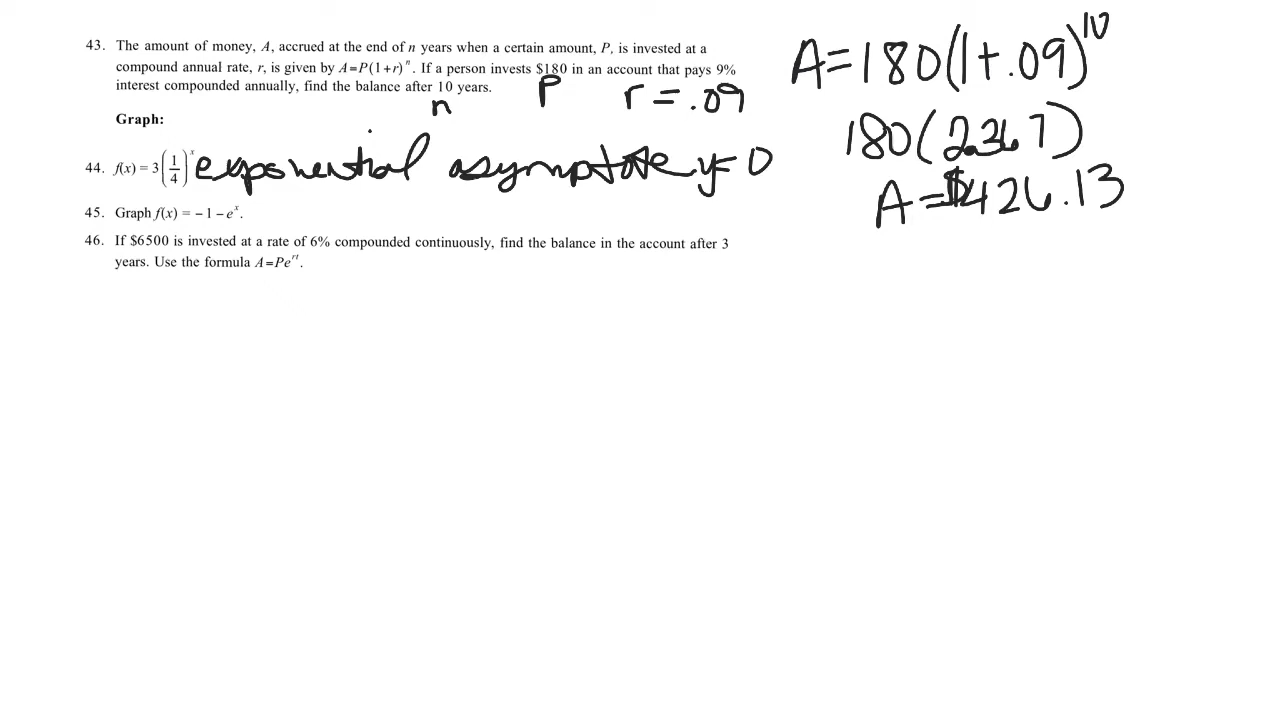 43. The amount of money, A, accrued at the end of n years when a certain amount, P, is invested at a
compound annual rate, r, is given by A=P(1+r)^n. If a person invests $180 in an account that pays 9%
interest compounded annually, find the balance after 10 years.
n P r = .09
A = 180(1+.09)^10
180(2.367)
A = $426.13
Graph:
44. f(x) = 3(1/4)^x exponential asymptote y = 0
45. Graph f(x) = −1 − e^x.
46. If $6500 is invested at a rate of 6% compounded continuously, find the balance in the account after 3
years. Use the formula A=Pe^rt.